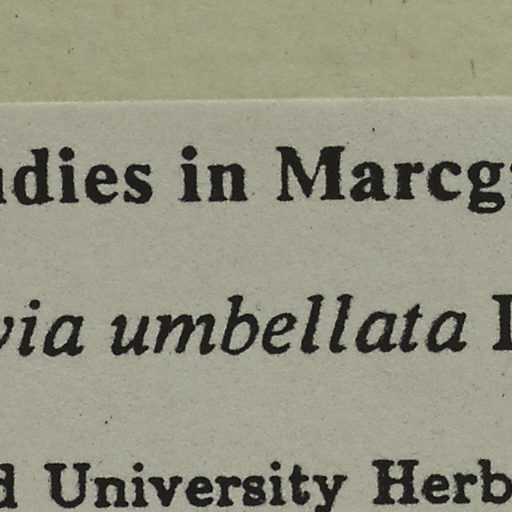 udies in Marcg
via umbellata
d University Herb